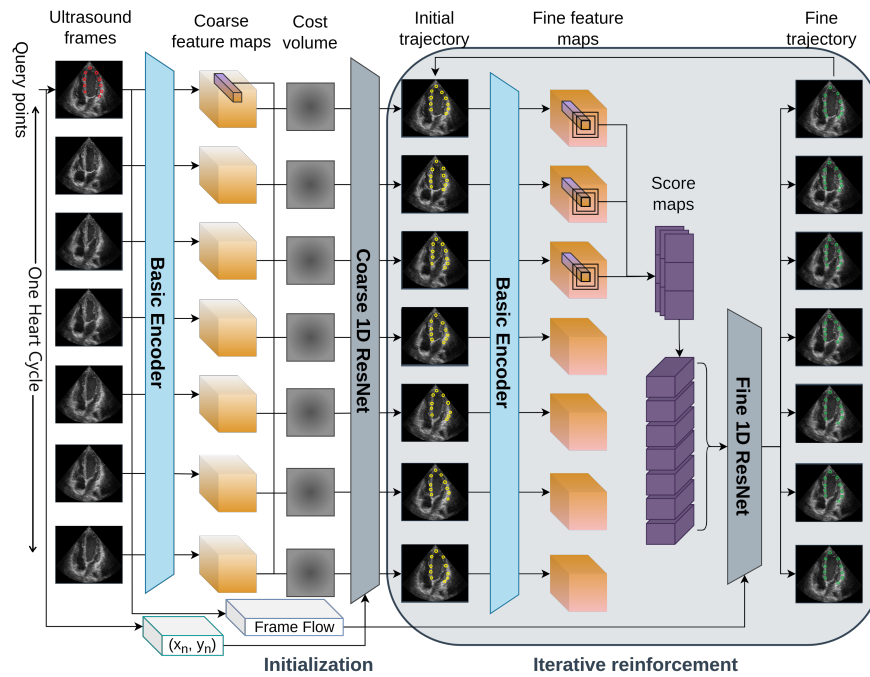 Ultrasound
frames
Coarse
feature maps
Cost
volume
Initial
trajectory
Fine feature
maps
Fine
trajectory
Query points
One Heart Cycle
Basic Encoder
Coarse 1D ResNet
Basic Encoder
Score
maps
Fine 1D ResNet
Frame Flow
(xn, yn)
Initialization
Iterative reinforcement